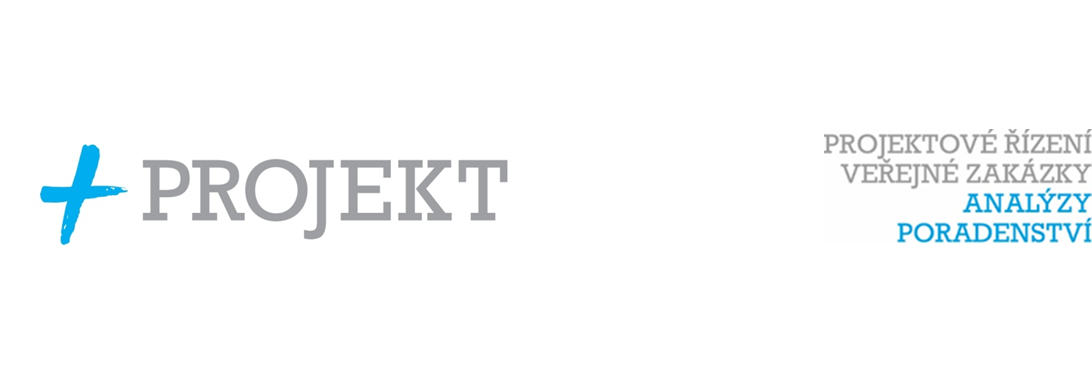 +PROJEKT
PROJEKTOVÉ ŘÍZENÍ
VEŘEJNÉ ZAKÁZKY
ANALÝZY
PORADENSTVÍ